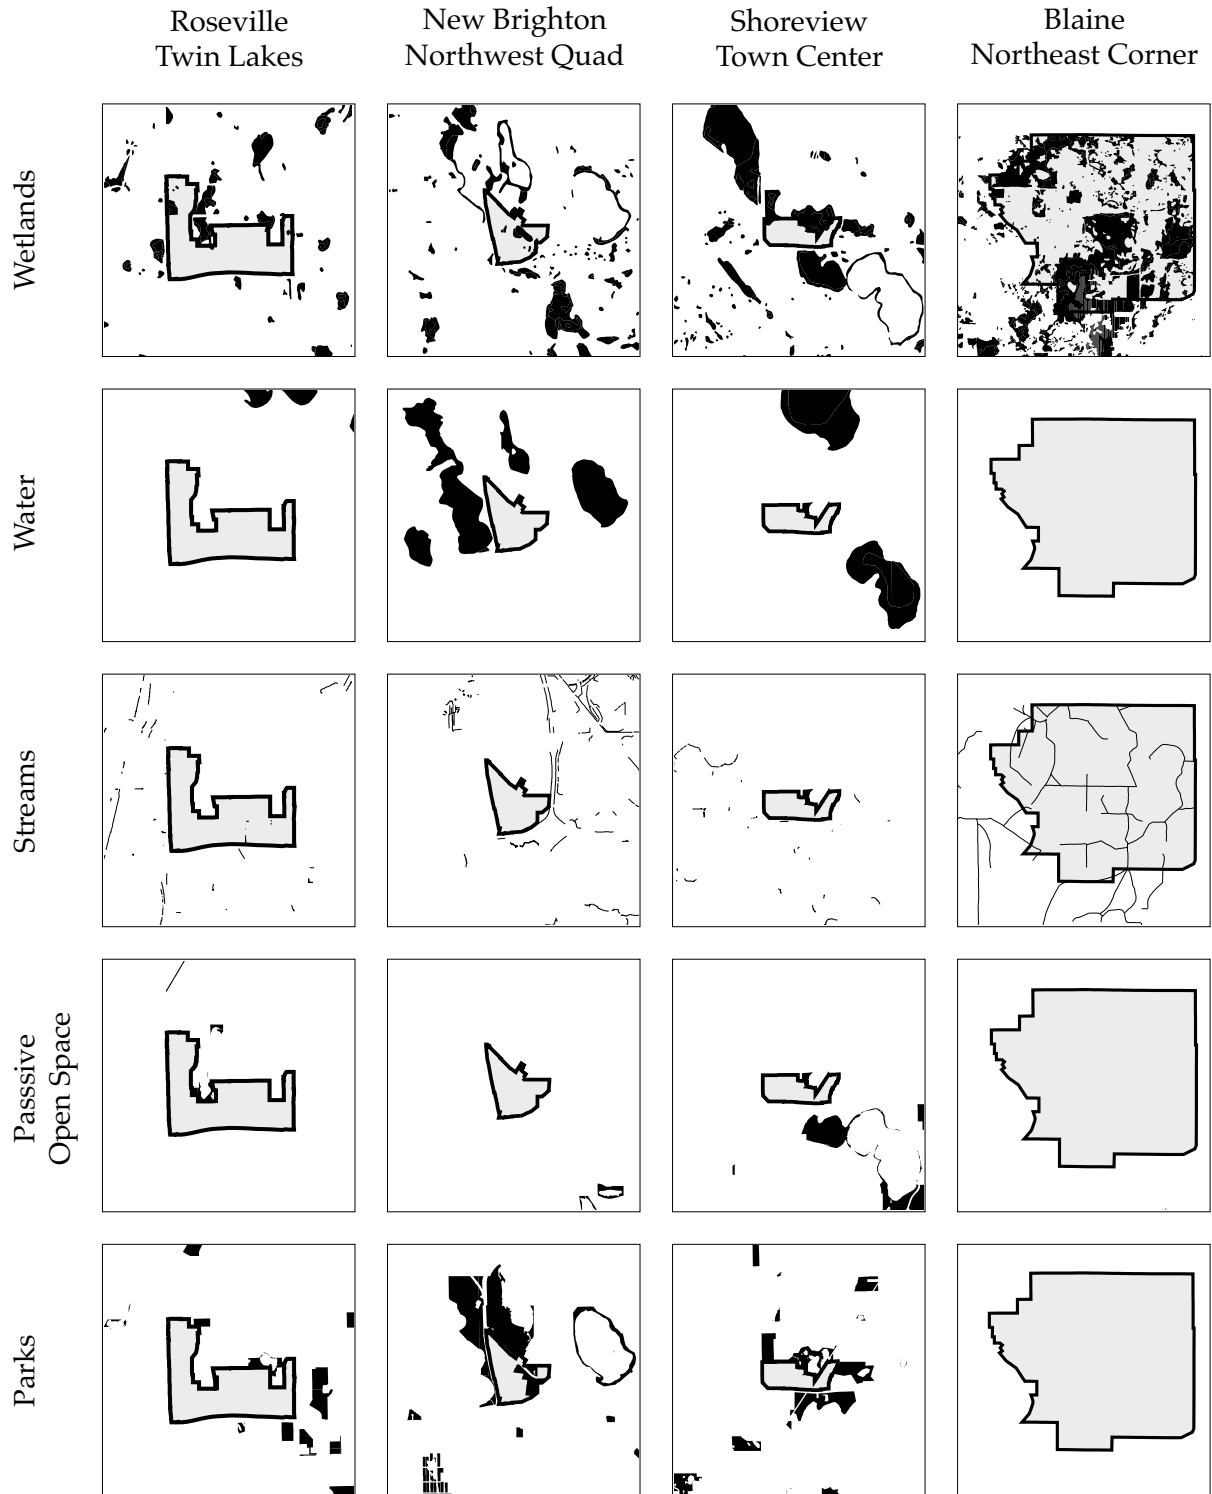 Roseville
Twin Lakes
New Brighton
Northwest Quad
Shoreview
Town Center
Blaine
Northeast Corner
Wetlands
Water
Streams
Passsive
Open Space
Parks